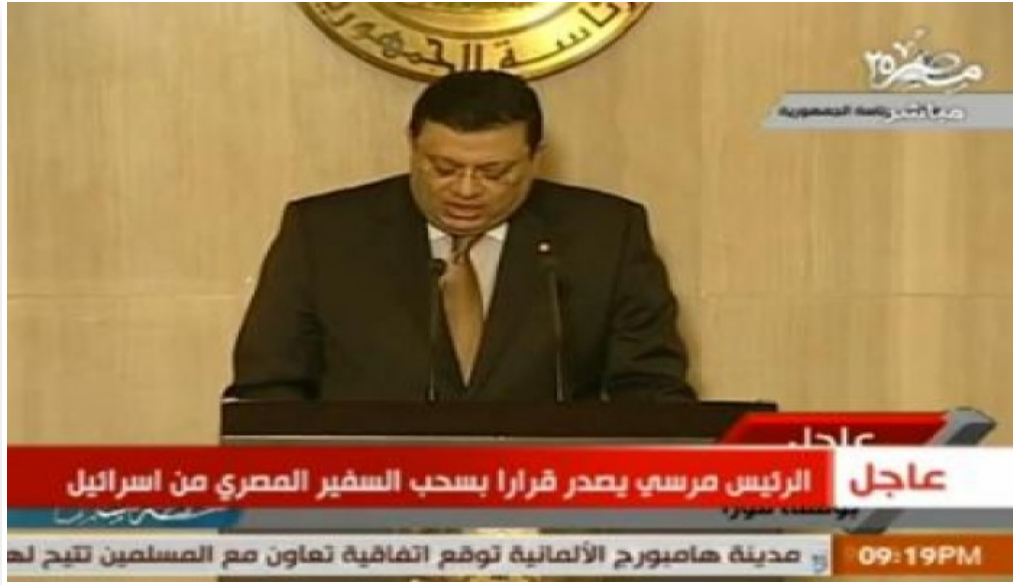 رئاسة الجمهورية
مصر ٢٥
مباشر
رئاسة الجمهورية
عاجل
عاجل
الرئيس مرسي يصدر قرارا بسحب السفير المصري من اسرائيل
09:19PM
مدينة هامبورج الألمانية توقع اتفاقية تعاون مع المسلمين تتيح لهـ